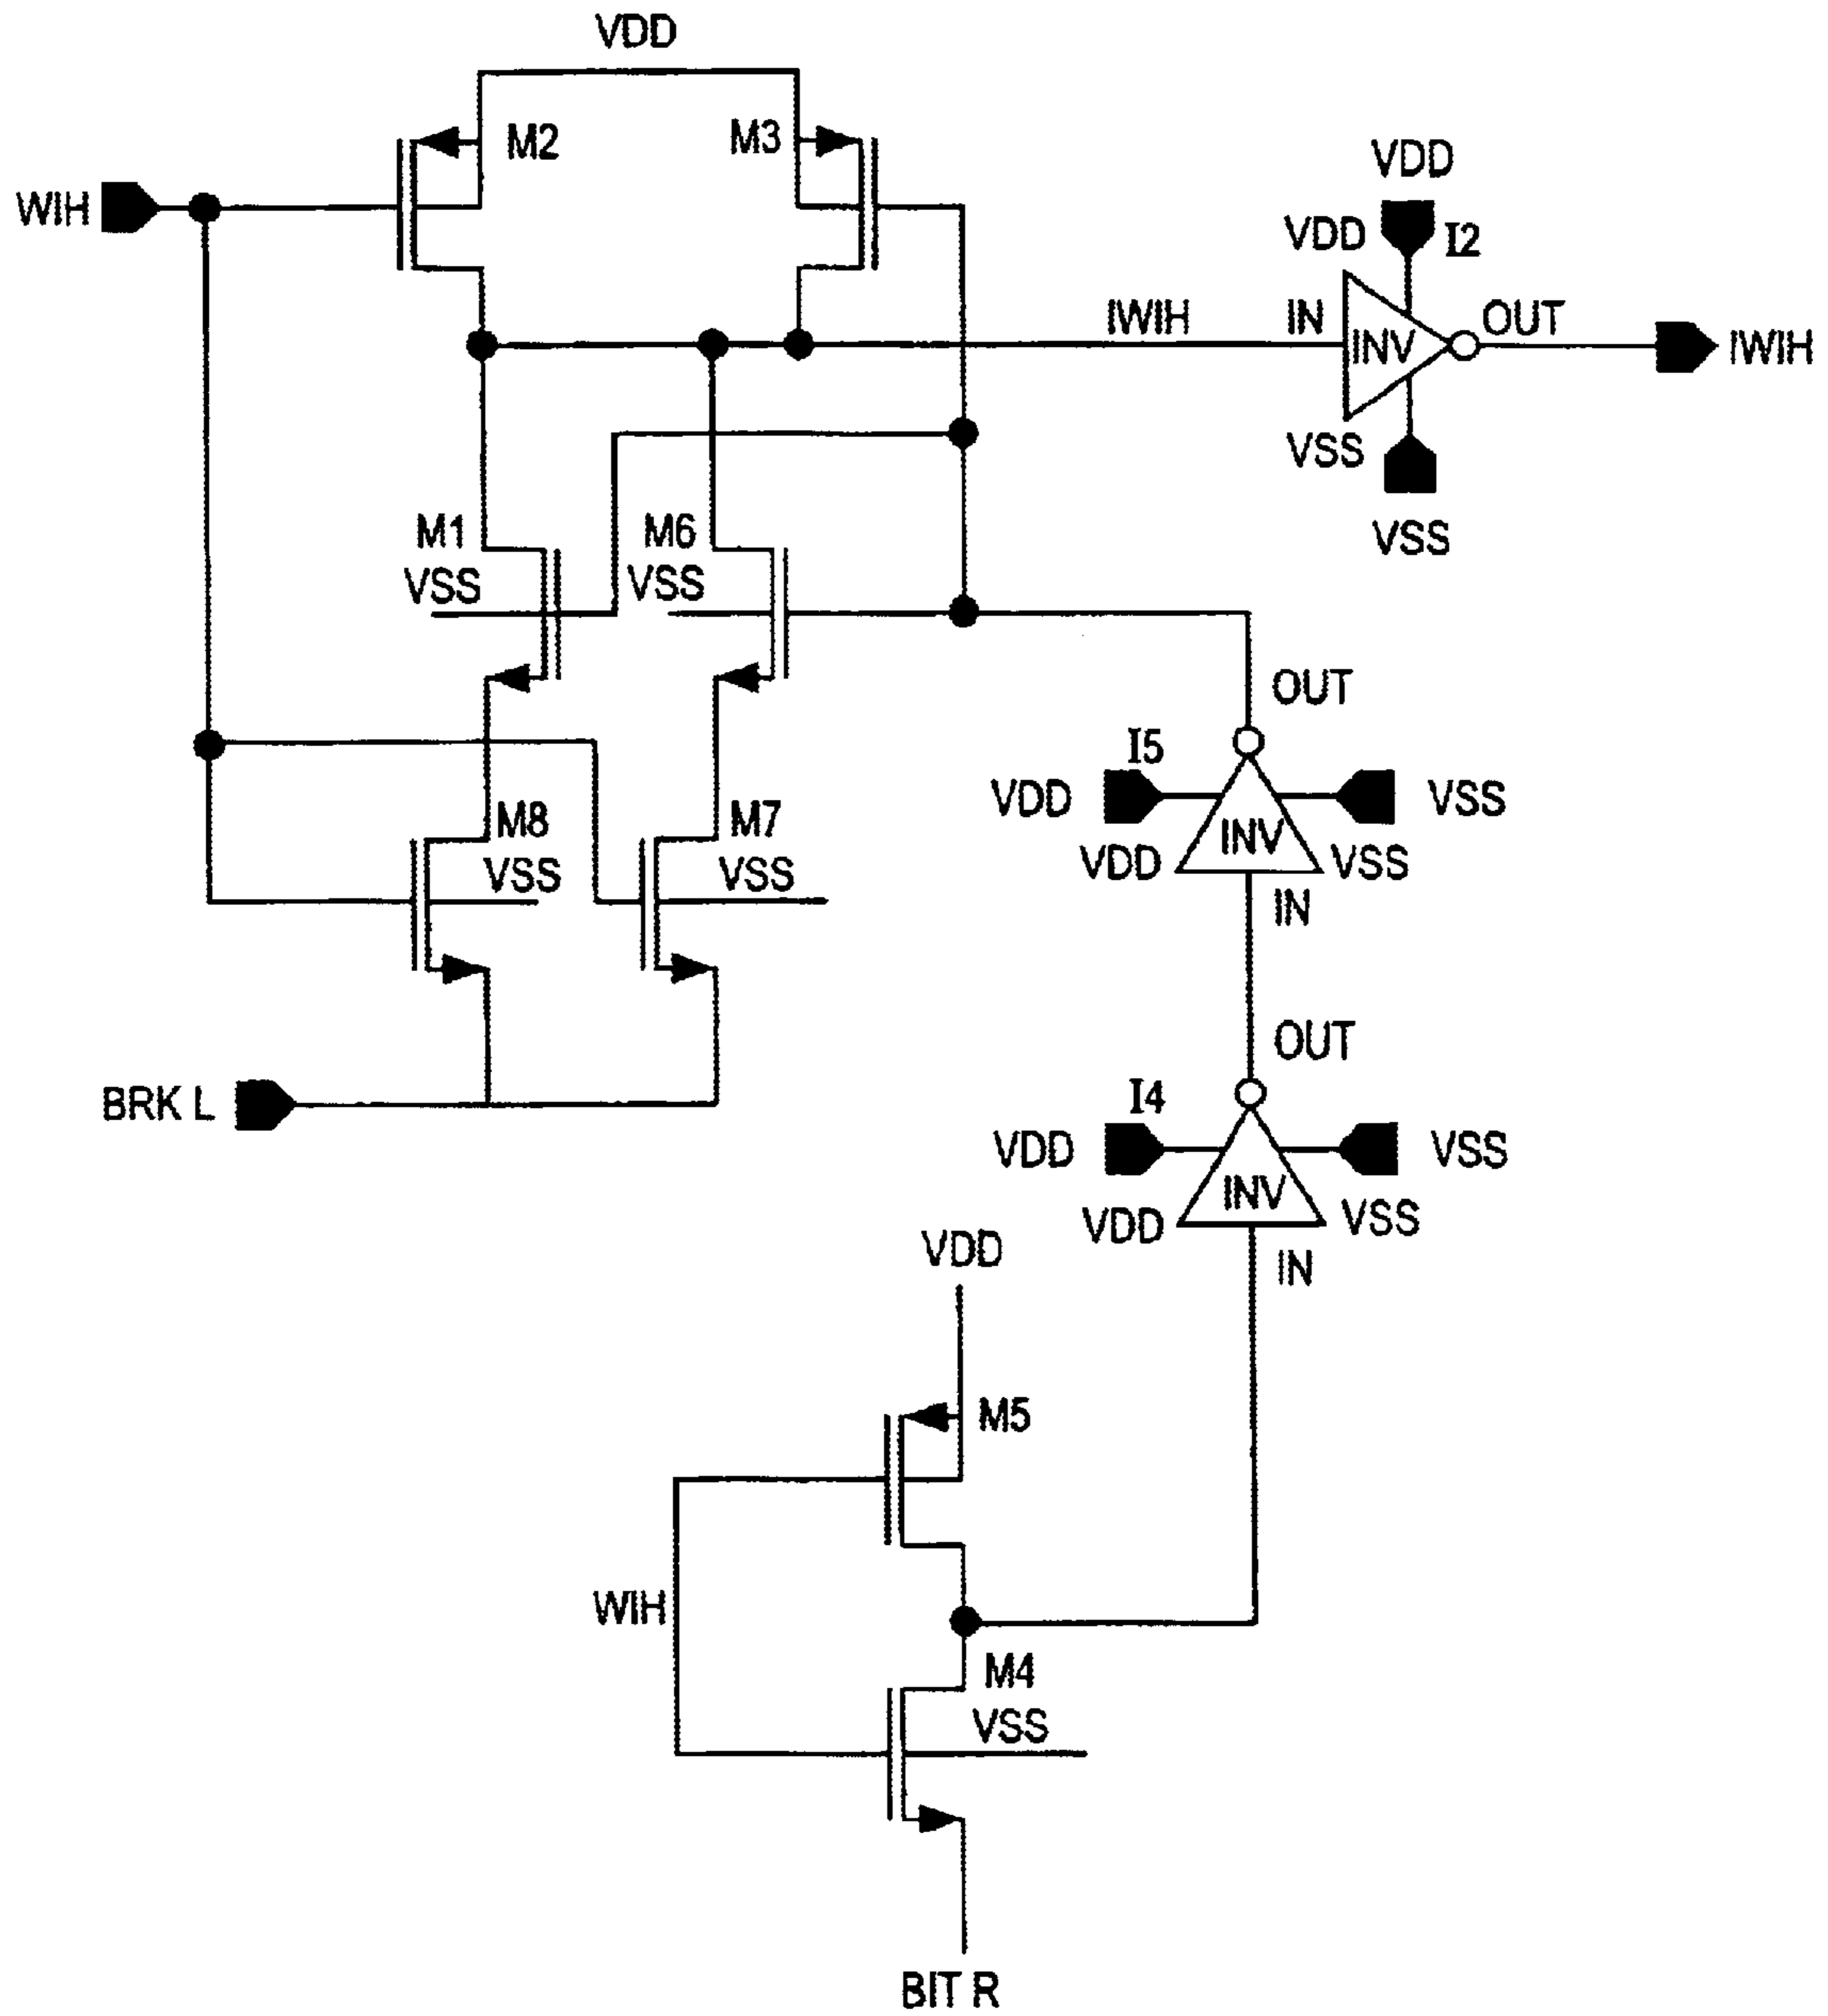 VDD
M2
M3
WIH
VDD
VDD
I2
IWIH
IN
INV
OUT
IWIH
VSS
VSS
M1
VSS
M6
VSS
OUT
I5
VDD
VSS
INV
VDD
VSS
IN
M8
VSS
M7
VSS
OUT
BRK L
I4
VDD
VSS
INV
VDD
VSS
IN
VDD
M5
WIH
M4
VSS
BIT R